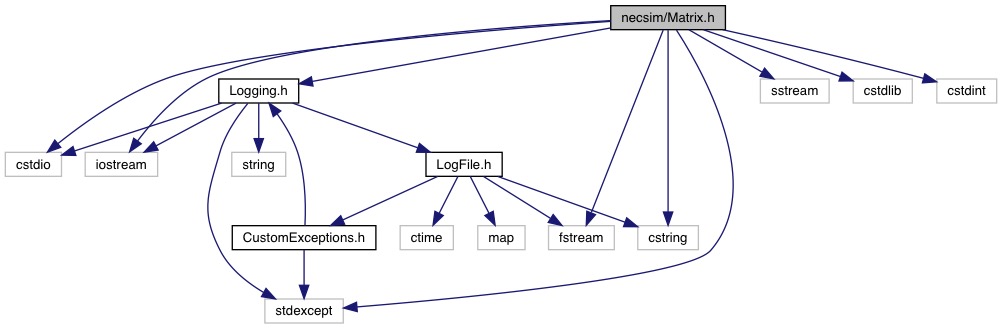 necsim/Matrix.h
Logging.h
sstream
cstdlib
cstdint
cstdio
iostream
string
LogFile.h
CustomExceptions.h
ctime
map
fstream
cstring
stdexcept